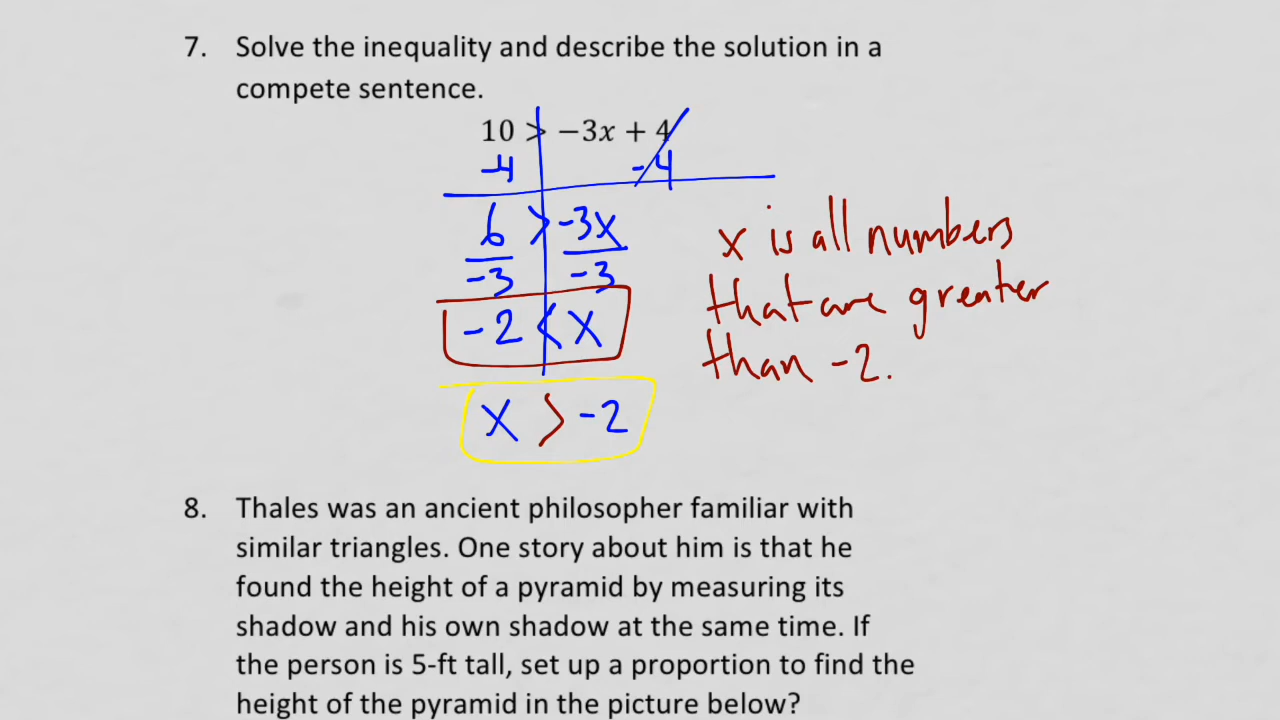 7. Solve the inequality and describe the solution in a
compete sentence.
10 > −3x + 4
-4 -4
6 > -3x
-3 -3
-2 < x
x > -2
x is all numbers
that are greater
than -2.
8. Thales was an ancient philosopher familiar with
similar triangles. One story about him is that he
found the height of a pyramid by measuring its
shadow and his own shadow at the same time. If
the person is 5-ft tall, set up a proportion to find the
height of the pyramid in the picture below?